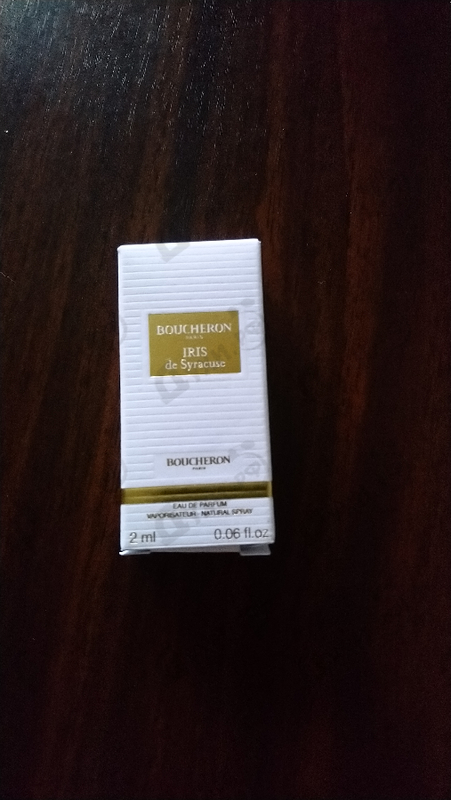 BOUCHERON
PARIS
IRIS
de Syracuse
BOUCHERON
PARIS
EAU DE PARFUM
VAPORISATEUR · NATURAL SPRAY
2 ml 0.06 fl.oz.